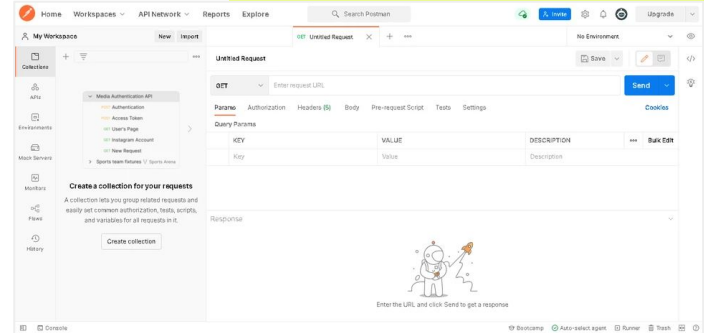 Home Workspaces API Network Reports Explore Search Postman Invite Upgrade
My Workspace New Import GET Untitled Request No Environment
Collections
APIs
Environments
Mock Servers
Monitors
Flows
History
Media Authentication API
Authentication
Access Token
GET User's Page
GET Instagram Account
GET New Request
Sports team fixtures Sports Arena
Create a collection for your requests
A collection lets you group related requests and
easily set common authorization, tests, scripts,
and variables for all requests in it.
Create collection
Untitled Request Save
GET Enter request URL Send
Params Authorization Headers (5) Body Pre-request Script Tests Settings Cookies
Query Params
KEY VALUE DESCRIPTION Bulk Edit
Key Value Description
Response
Enter the URL and click Send to get a response
Console Bootcamp Auto-select agent Runner Trash